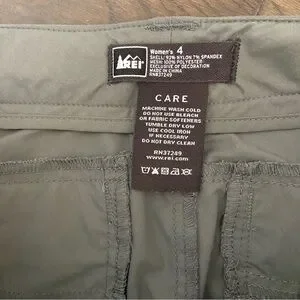 REI
Women's 4
SHELL: 93% NYLON 7% SPANDEX
MESH: 100% POLYESTER
EXCLUSIVE OF DECORATION
MADE IN CHINA
RN37249
CARE
MACHINE WASH COLD
DO NOT USE BLEACH
OR FABRIC SOFTENERS
TUMBLE DRY LOW
USE COOL IRON
IF NECESSARY
DO NOT DRY CLEAN
RN37249
www.rei.com